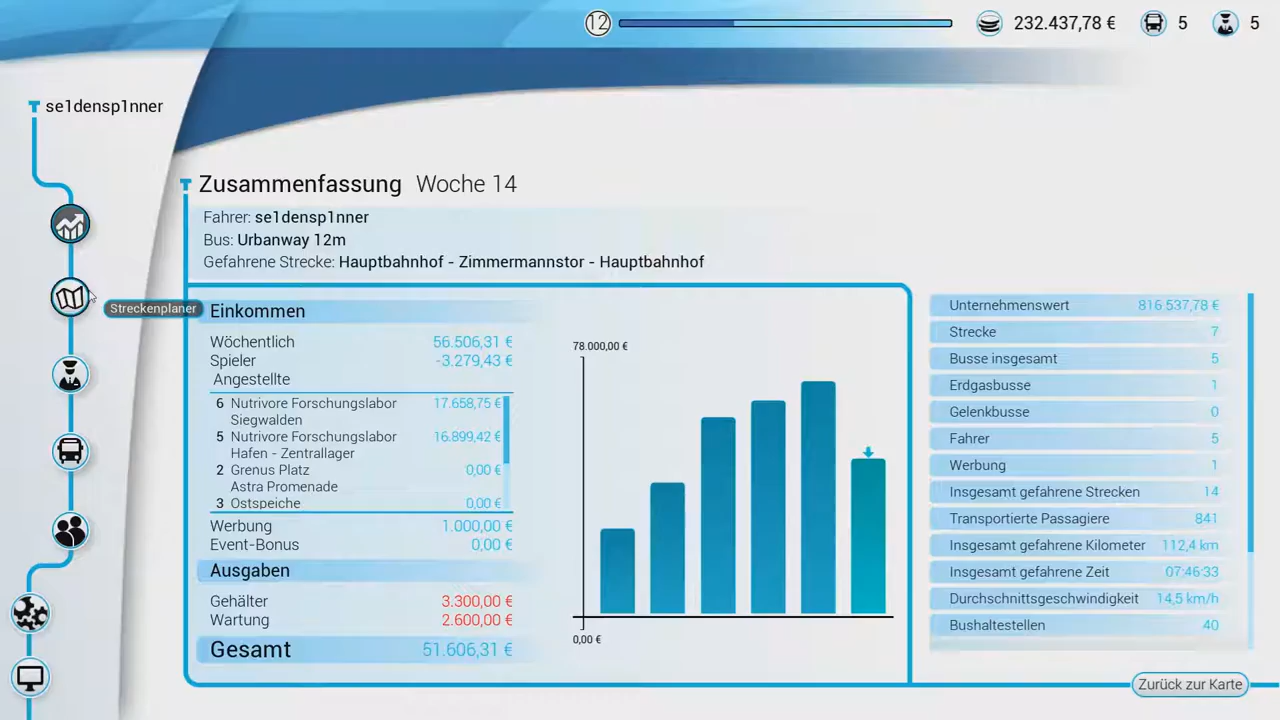 12
232.437,78 €
5
5
se1densp1nner
Zusammenfassung Woche 14
Fahrer: se1densp1nner
Bus: Urbanway 12m
Gefahrene Strecke: Hauptbahnhof - Zimmermannstor - Hauptbahnhof
Streckenplaner
Einkommen
Wöchentlich 56.506,31 €
Spieler -3.279,43 €
Angestellte
6 Nutrivore Forschungslabor 17.658,75 €
Siegwalden
5 Nutrivore Forschungslabor 16.899,42 €
Hafen - Zentrallager
2 Grenus Platz 0,00 €
Astra Promenade
3 Ostspeiche 0,00 €
Werbung 1.000,00 €
Event-Bonus 0,00 €
Ausgaben
Gehälter 3.300,00 €
Wartung 2.600,00 €
Gesamt 51.606,31 €
78.000,00 €
0,00 €
Unternehmenswert 816 537,78 €
Strecke 7
Busse insgesamt 5
Erdgasbusse 1
Gelenkbusse 0
Fahrer 5
Werbung 1
Insgesamt gefahrene Strecken 14
Transportierte Passagiere 841
Insgesamt gefahrene Kilometer 112,4 km
Insgesamt gefahrene Zeit 07:46:33
Durchschnittsgeschwindigkeit 14,5 km/h
Bushaltestellen 40
Zurück zur Karte